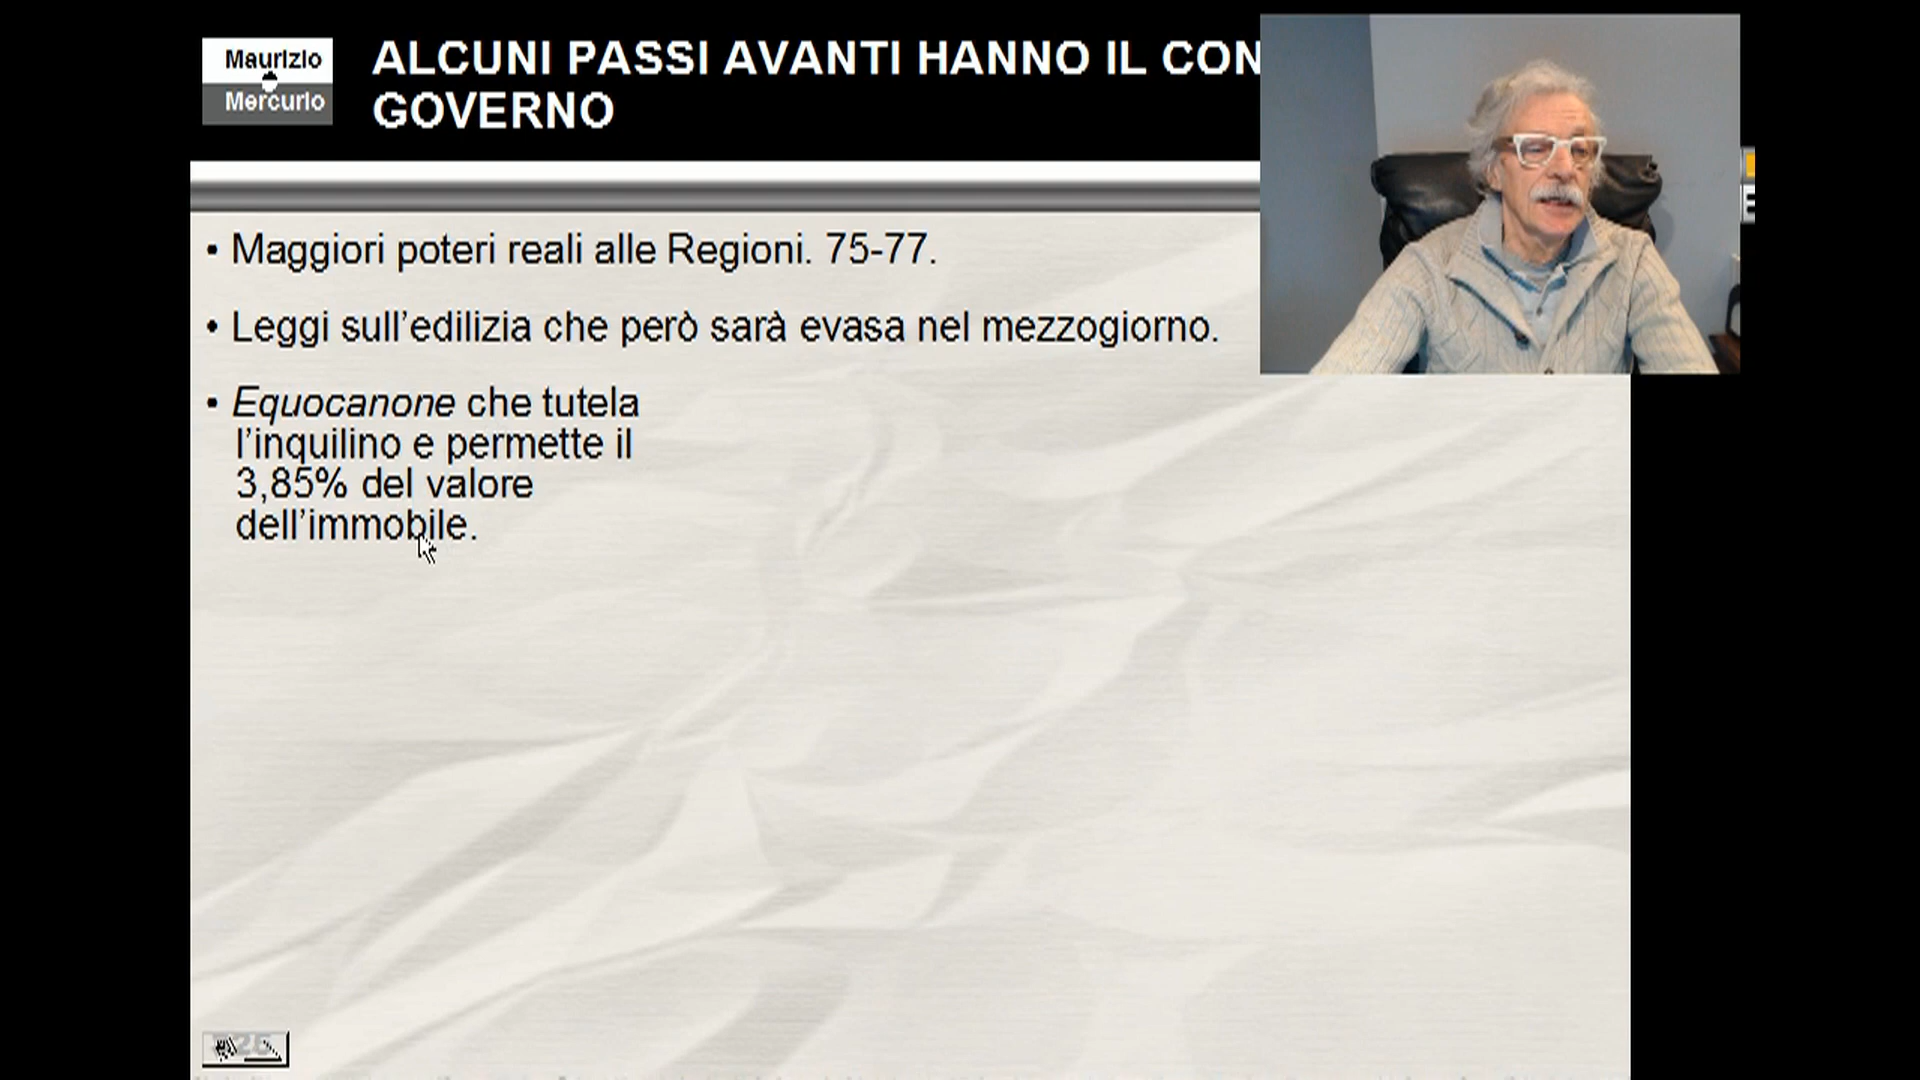 Maurizio
Mercurio
ALCUNI PASSI AVANTI HANNO IL CON
GOVERNO
• Maggiori poteri reali alle Regioni. 75-77.
• Leggi sull’edilizia che però sarà evasa nel mezzogiorno.
• Equocanone che tutela
l’inquilino e permette il
3,85% del valore
dell’immobile.